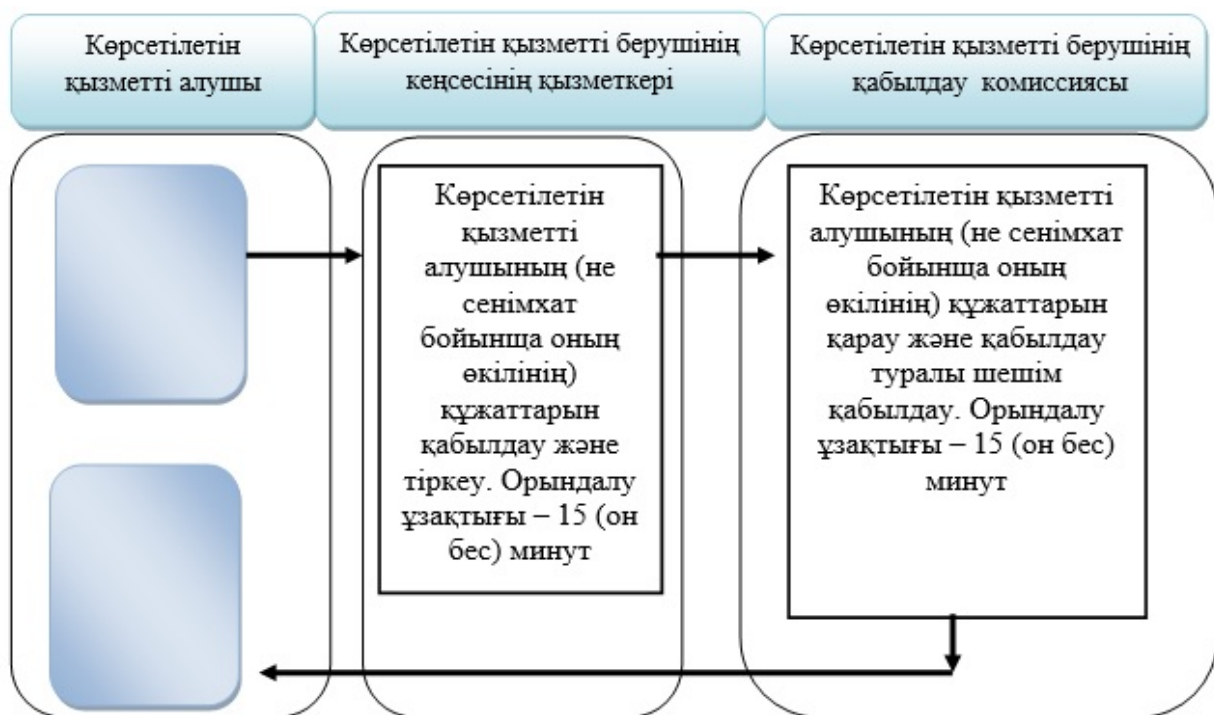 Көрсетілетін
қызметті алушы
Көрсетілетін қызметті берушінің
кеңсесінің қызметкері
Көрсетілетін қызметті берушінің
қабылдау комиссиясы
Көрсетілетін
қызметті
алушының (не
сенімхат
бойынща оның
өкілінің)
құжаттарын
қабылдау және
тіркеу. Орындалу
ұзақтығы – 15 (он
бес) минут
Көрсетілетін қызметті
алушының (не сенімхат
бойынща оның
өкілінің) құжаттарын
қарау және қабылдау
туралы шешім
қабылдау. Орындалу
ұзақтығы – 15 (он бес)
минут